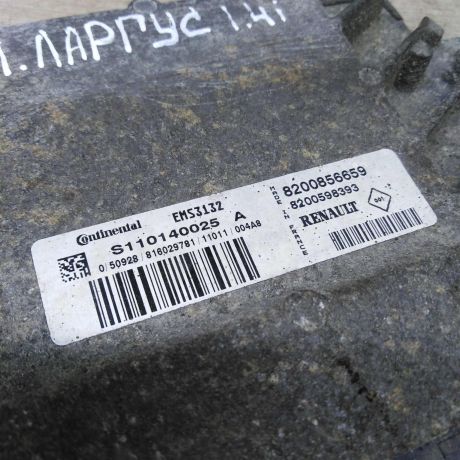 Л. ЛАРГУС 1.4i
Continental EMS3132
S110140025 A
0/50928/816029781/11011/004A8
MADE IN FRANCE
8200856659
8200598393
RENAULT